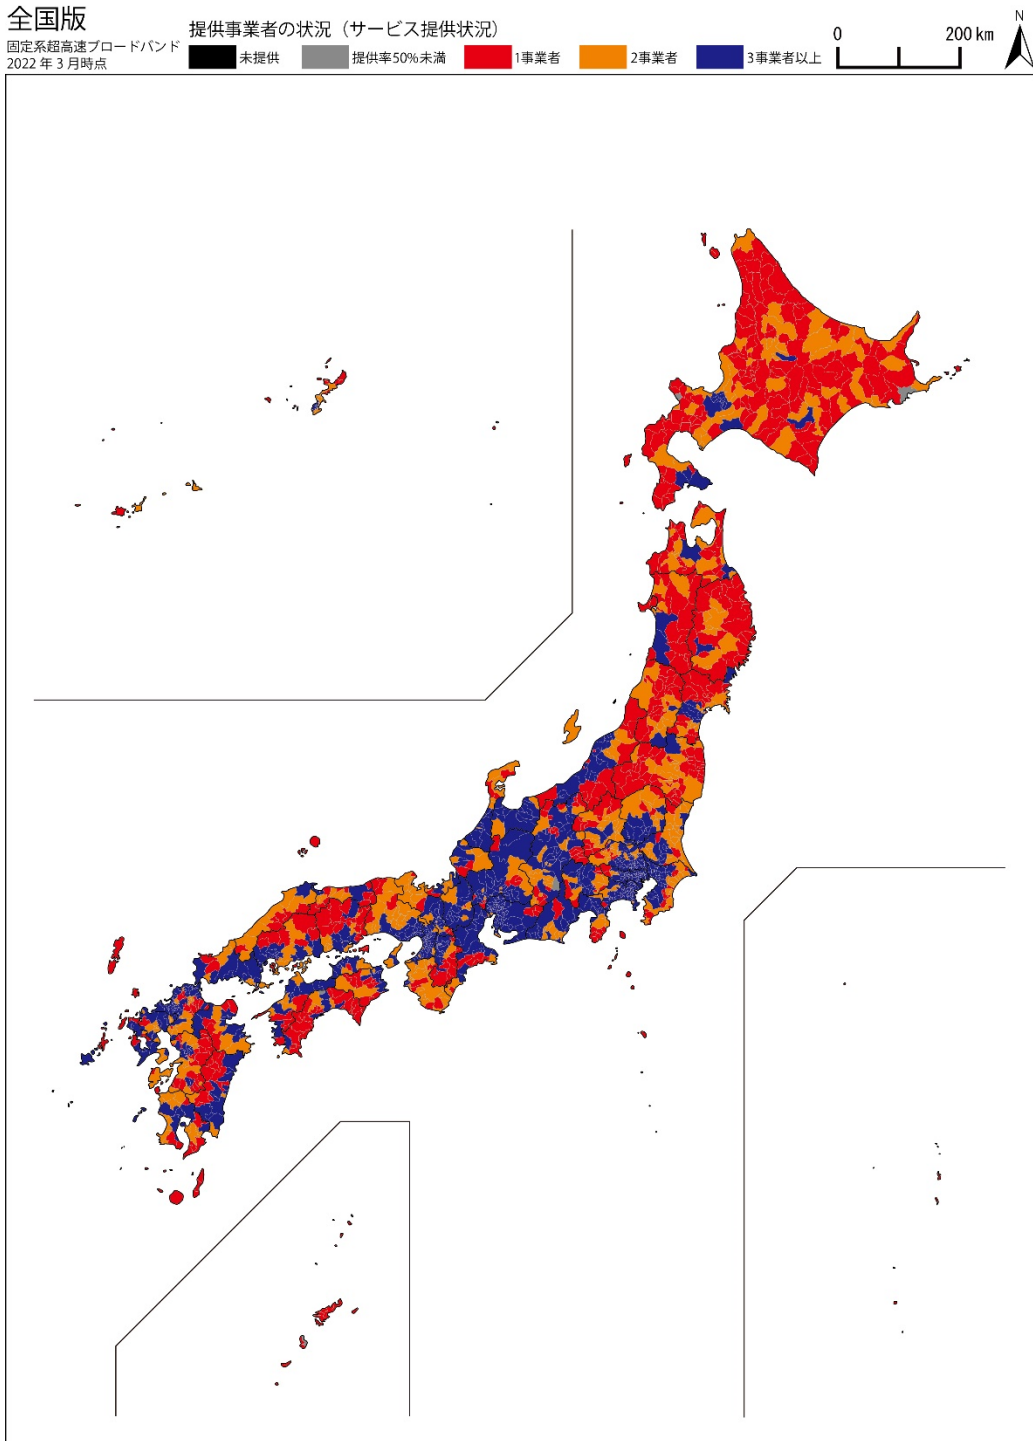 全国版
固定系超高速ブロードバンド
2022 年 3 月時点
提供事業者の状況（サービス提供状況）
未提供
提供率50%未満
1事業者
2事業者
3事業者以上
0
200 km
N